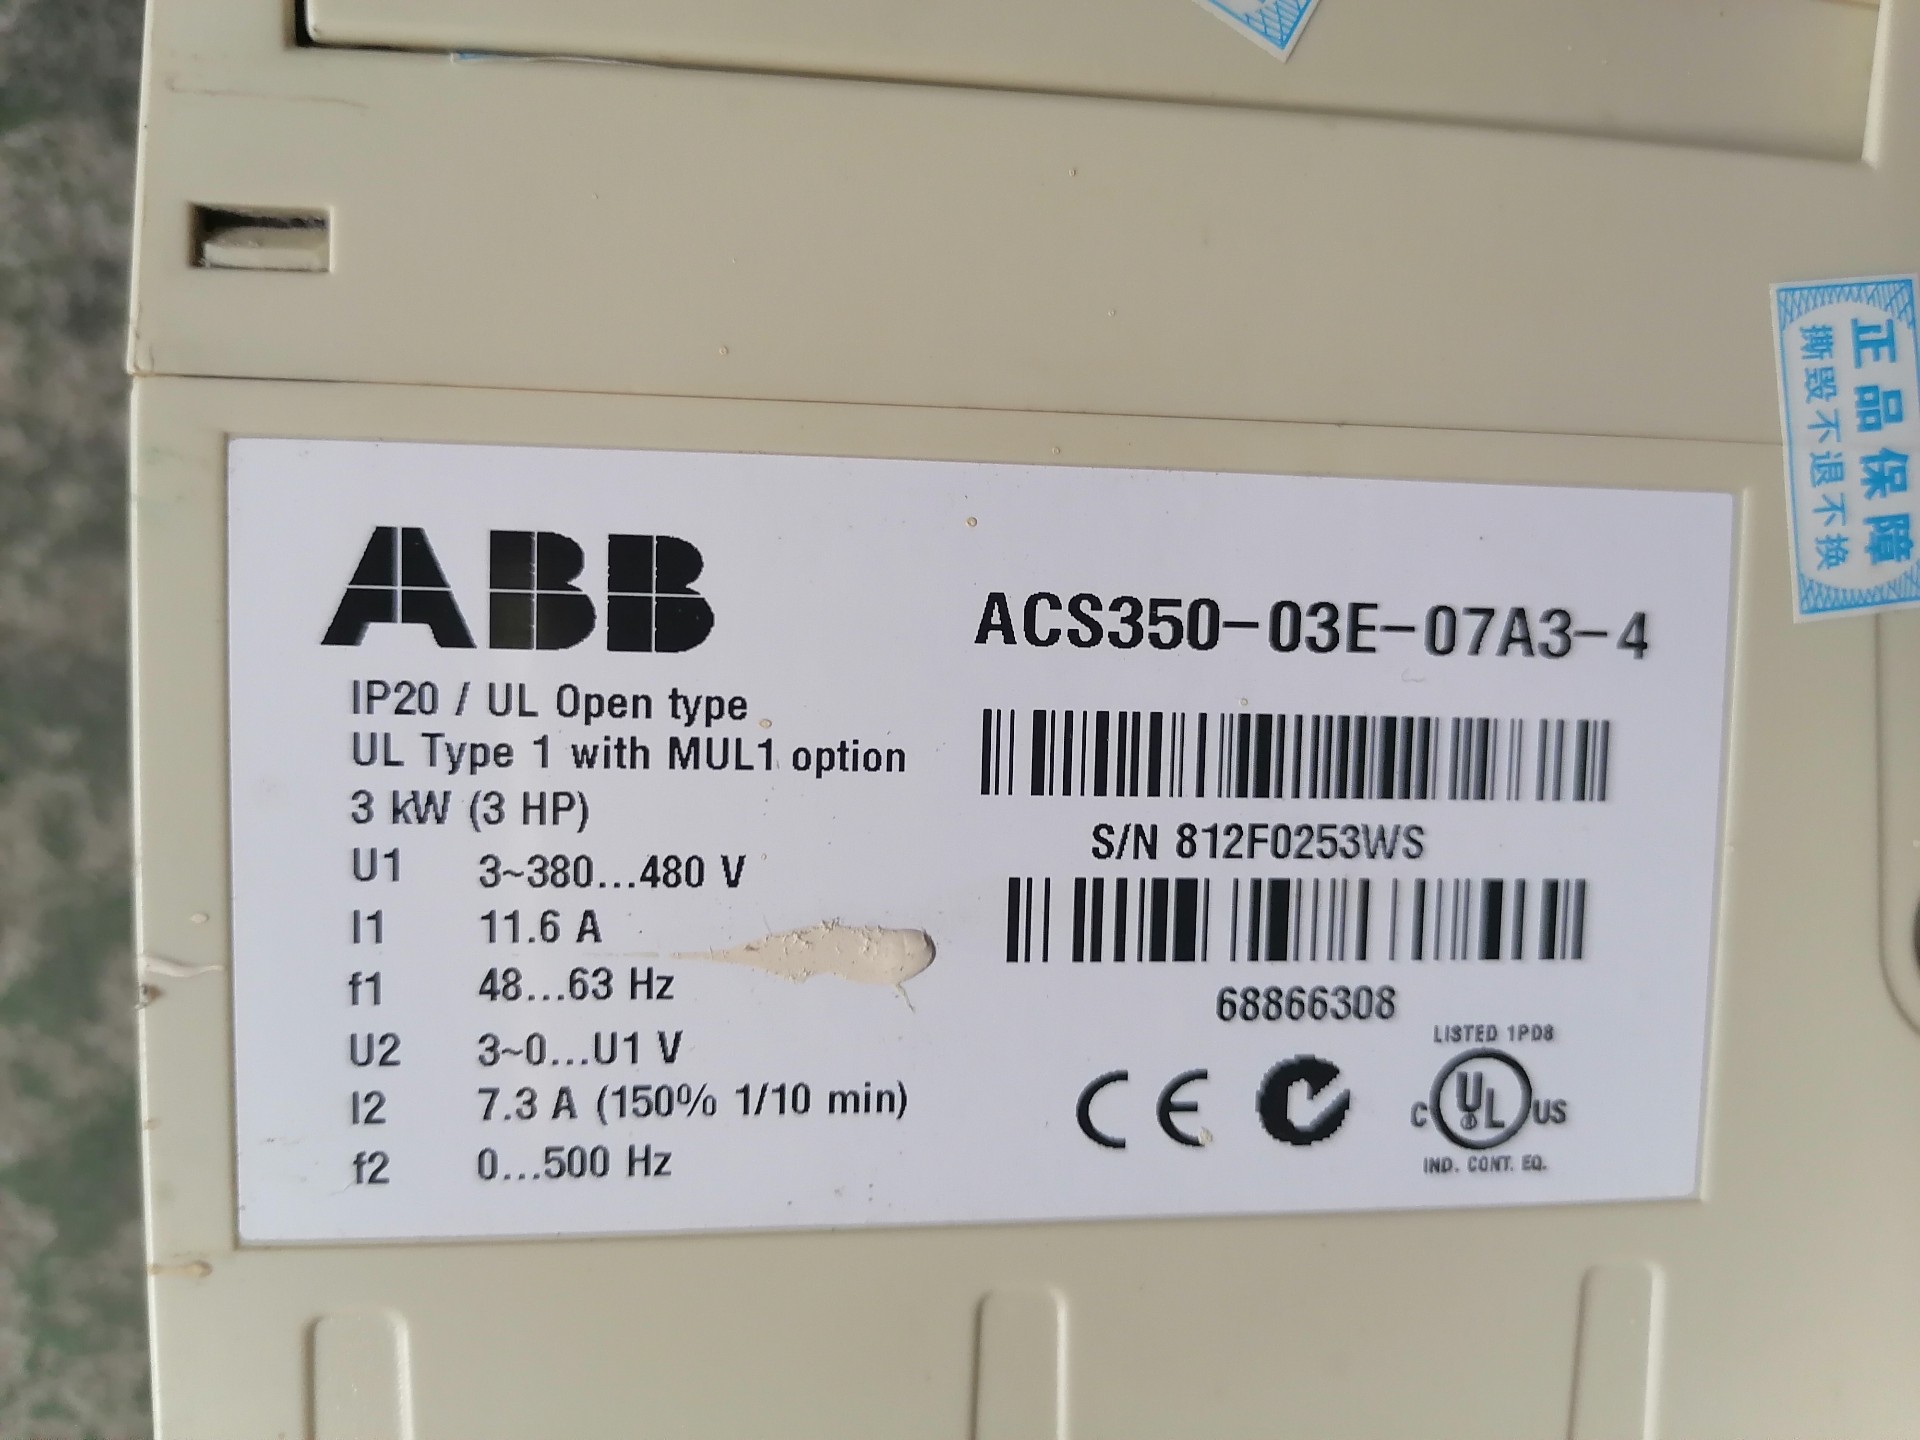 正品保障
撕毁不退不换
ABB
ACS350-03E-07A3-4
IP20 / UL Open type
UL Type 1 with MUL1 option
3 kW (3 HP)
U1 3~380...480 V
I1 11.6 A
f1 48...63 Hz
U2 3~0...U1 V
I2 7.3 A (150% 1/10 min)
f2 0...500 Hz
S/N 812F0253WS
68866308
LISTED 1PD8
CE
C UL US
IND. CONT. EQ.